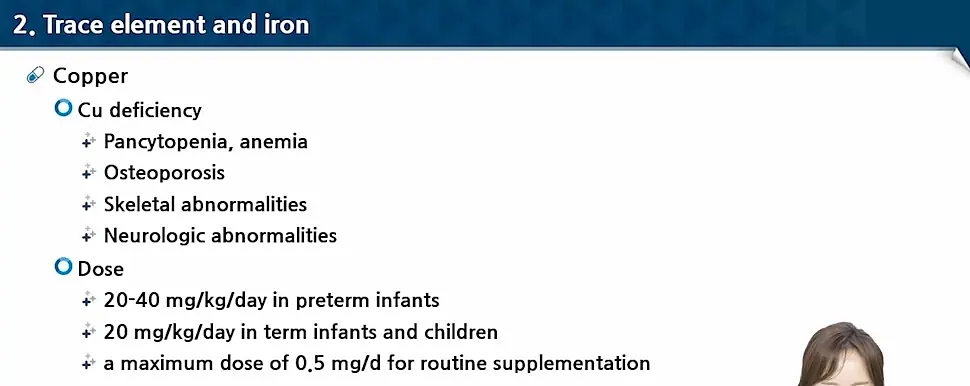 2. Trace element and iron
Copper
Cu deficiency
Pancytopenia, anemia
Osteoporosis
Skeletal abnormalities
Neurologic abnormalities
Dose
20-40 mg/kg/day in preterm infants
20 mg/kg/day in term infants and children
a maximum dose of 0.5 mg/d for routine supplementation